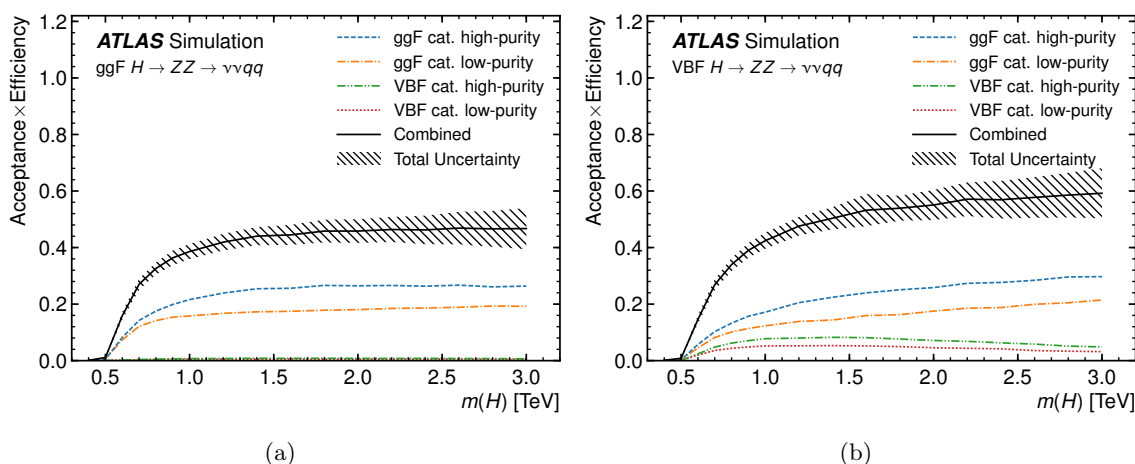 1.2
1.0
0.8
0.6
0.4
0.2
0.0
Acceptance×Efficiency
ATLAS Simulation
ggF H → ZZ → ννqq
ggF cat. high-purity
ggF cat. low-purity
VBF cat. high-purity
VBF cat. low-purity
Combined
Total Uncertainty
0.5 1.0 1.5 2.0 2.5 3.0
m(H) [TeV]
(a)
1.2
1.0
0.8
0.6
0.4
0.2
0.0
Acceptance×Efficiency
ATLAS Simulation
VBF H → ZZ → ννqq
ggF cat. high-purity
ggF cat. low-purity
VBF cat. high-purity
VBF cat. low-purity
Combined
Total Uncertainty
0.5 1.0 1.5 2.0 2.5 3.0
m(H) [TeV]
(b)